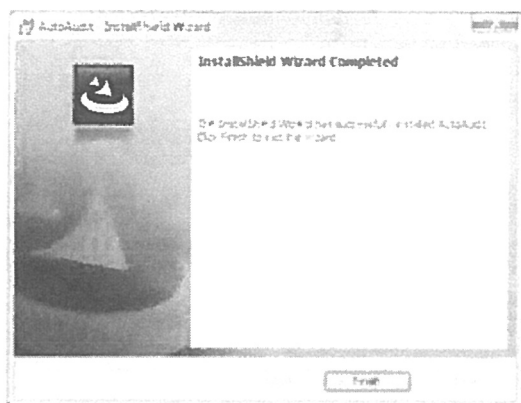 AutoAudit - InstallShield Wizard
InstallShield Wizard Completed
The InstallShield Wizard has successfully installed AutoAudit.
Click Finish to exit the wizard.
Finish